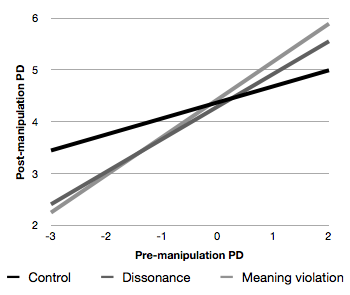 6
5
4
3
2
Post-manipulation PD
-3 -2 -1 0 1 2
Pre-manipulation PD
Control Dissonance Meaning violation